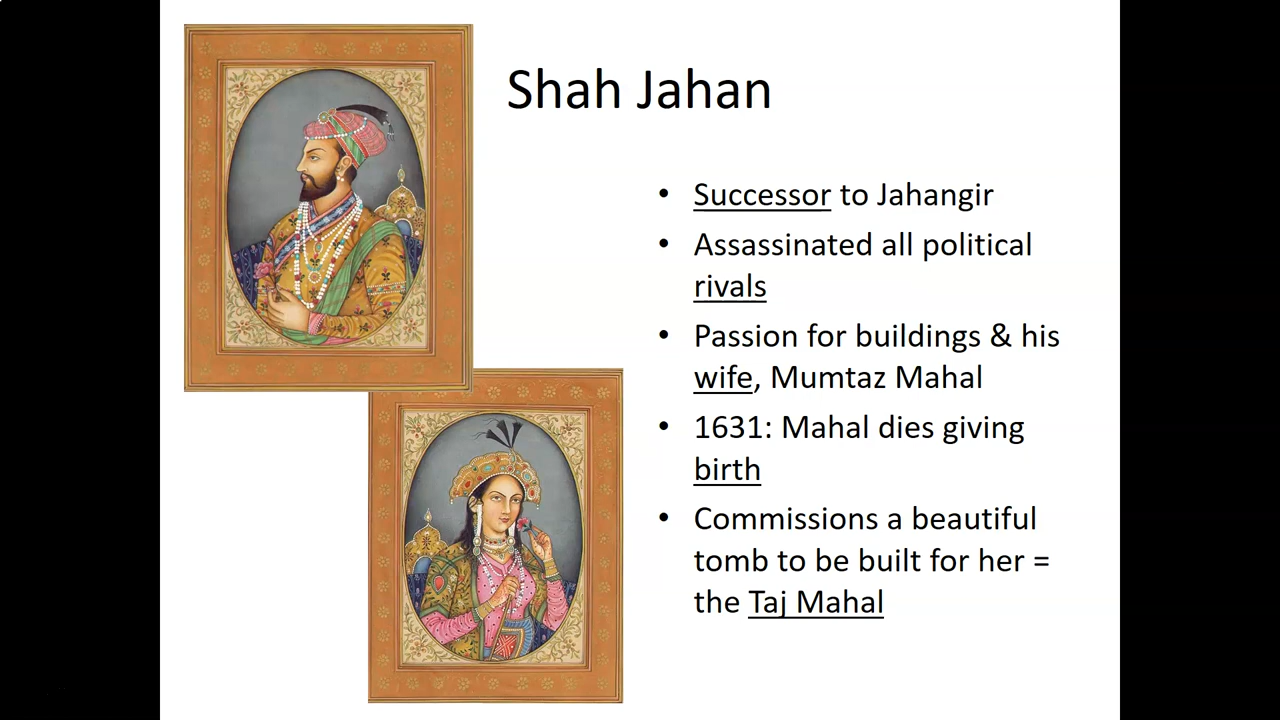 Shah Jahan
• Successor to Jahangir
• Assassinated all political
rivals
• Passion for buildings & his
wife, Mumtaz Mahal
• 1631: Mahal dies giving
birth
• Commissions a beautiful
tomb to be built for her =
the Taj Mahal